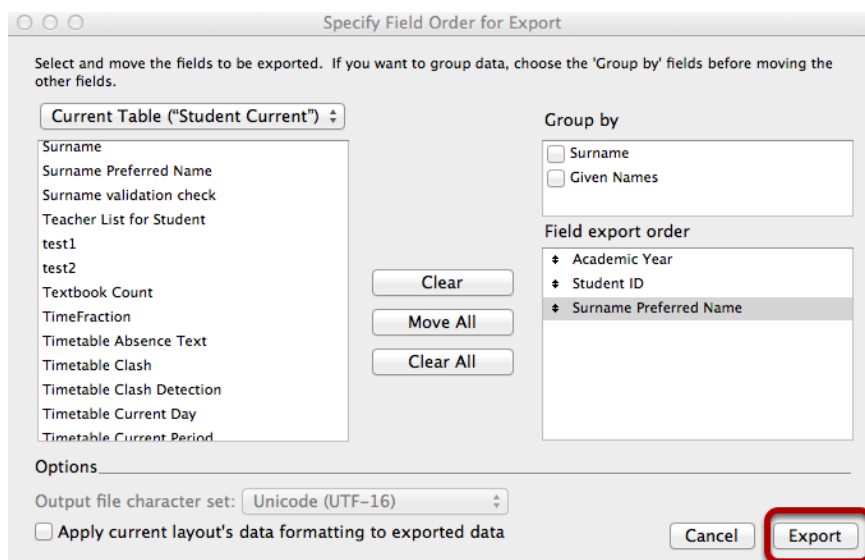 Specify Field Order for Export
Select and move the fields to be exported.  If you want to group data, choose the 'Group by' fields before moving the
other fields.
Current Table ("Student Current")
Surname
Surname Preferred Name
Surname validation check
Teacher List for Student
test1
test2
Textbook Count
TimeFraction
Timetable Absence Text
Timetable Clash
Timetable Clash Detection
Timetable Current Day
Timetable Current Period
Clear
Move All
Clear All
Group by
Surname
Given Names
Field export order
Academic Year
Student ID
Surname Preferred Name
Options
Output file character set: Unicode (UTF-16)
Apply current layout's data formatting to exported data
Cancel
Export